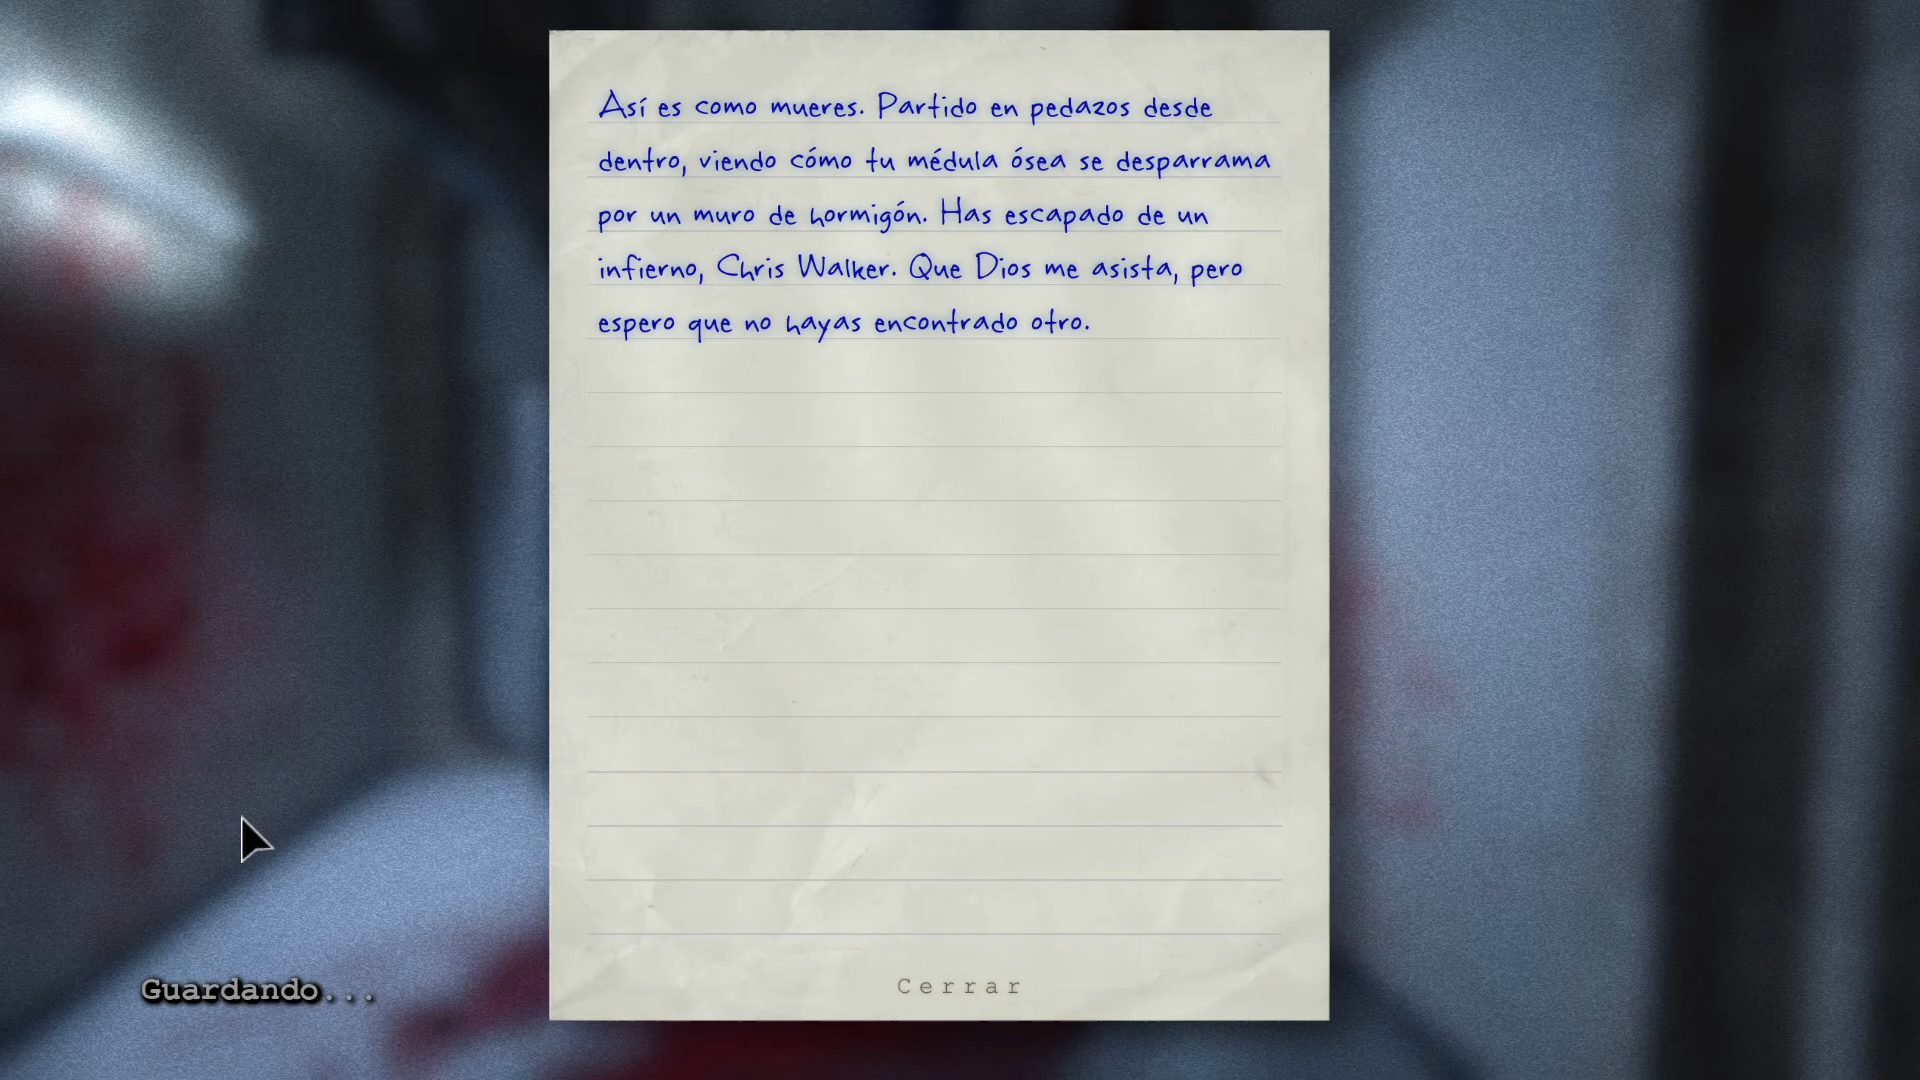 Así es como mueres. Partido en pedazos desde
dentro, viendo cómo tu médula ósea se desparrama
por un muro de hormigón. Has escapado de un
infierno, Chris Walker. Que Dios me asista, pero
espero que no hayas encontrado otro.
Guardando...
Cerrar